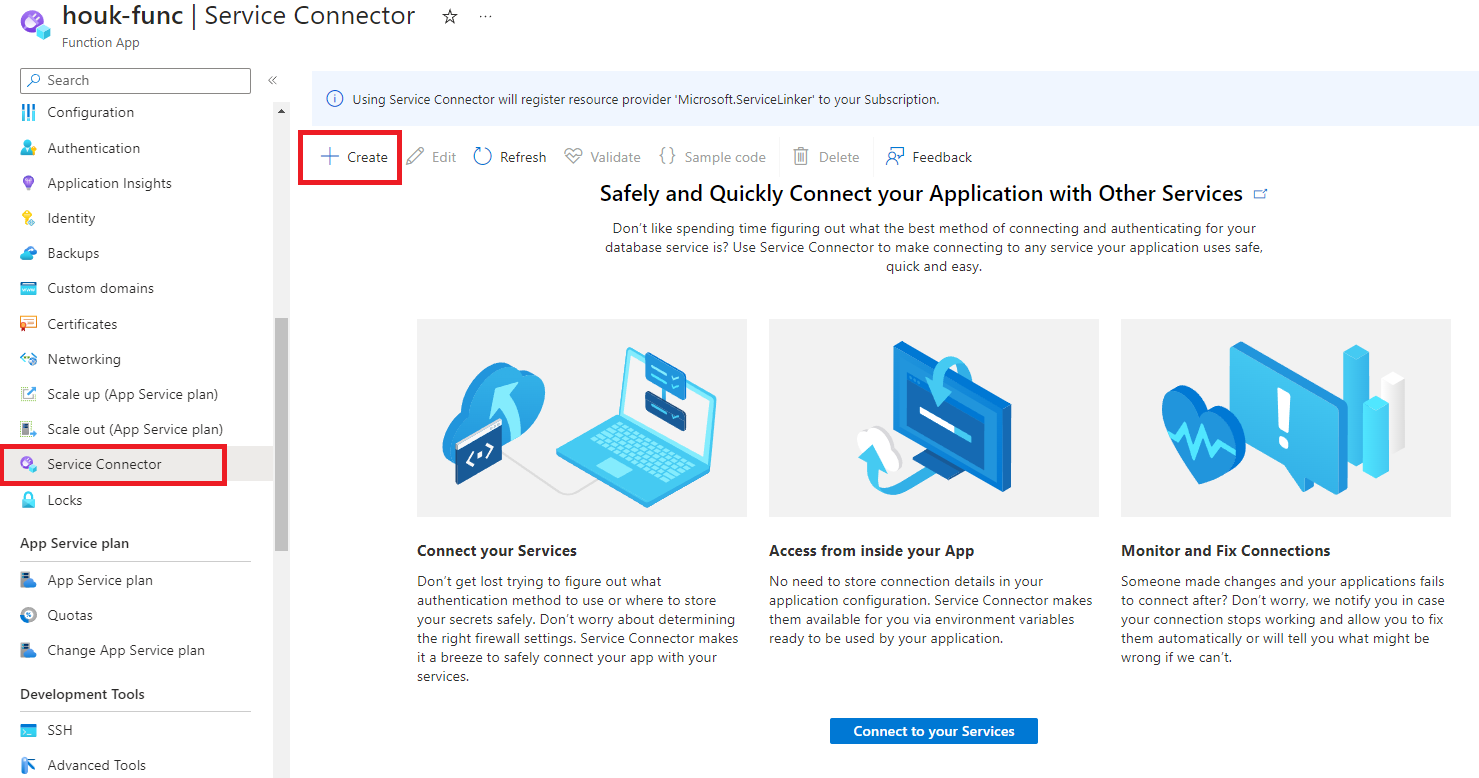 houk-func | Service Connector
Function App
Search
Configuration
Authentication
Application Insights
Identity
Backups
Custom domains
Certificates
Networking
Scale up (App Service plan)
Scale out (App Service plan)
Service Connector
Locks
App Service plan
App Service plan
Quotas
Change App Service plan
Development Tools
SSH
Advanced Tools
Using Service Connector will register resource provider 'Microsoft.ServiceLinker' to your Subscription.
Create Edit Refresh Validate Sample code Delete Feedback
Safely and Quickly Connect your Application with Other Services
Don't like spending time figuring out what the best method of connecting and authenticating for your
database service is? Use Service Connector to make connecting to any service your application uses safe,
quick and easy.
Connect your Services
Don't get lost trying to figure out what
authentication method to use or where to store
your secrets safely. Don't worry about determining
the right firewall settings. Service Connector makes
it a breeze to safely connect your app with your
services.
Access from inside your App
No need to store connection details in your
application configuration. Service Connector makes
them available for you via environment variables
ready to be used by your application.
Monitor and Fix Connections
Someone made changes and your applications fails
to connect after? Don't worry, we notify you in case
your connection stops working and allow you to fix
them automatically or will tell you what might be
wrong if we can't.
Connect to your Services